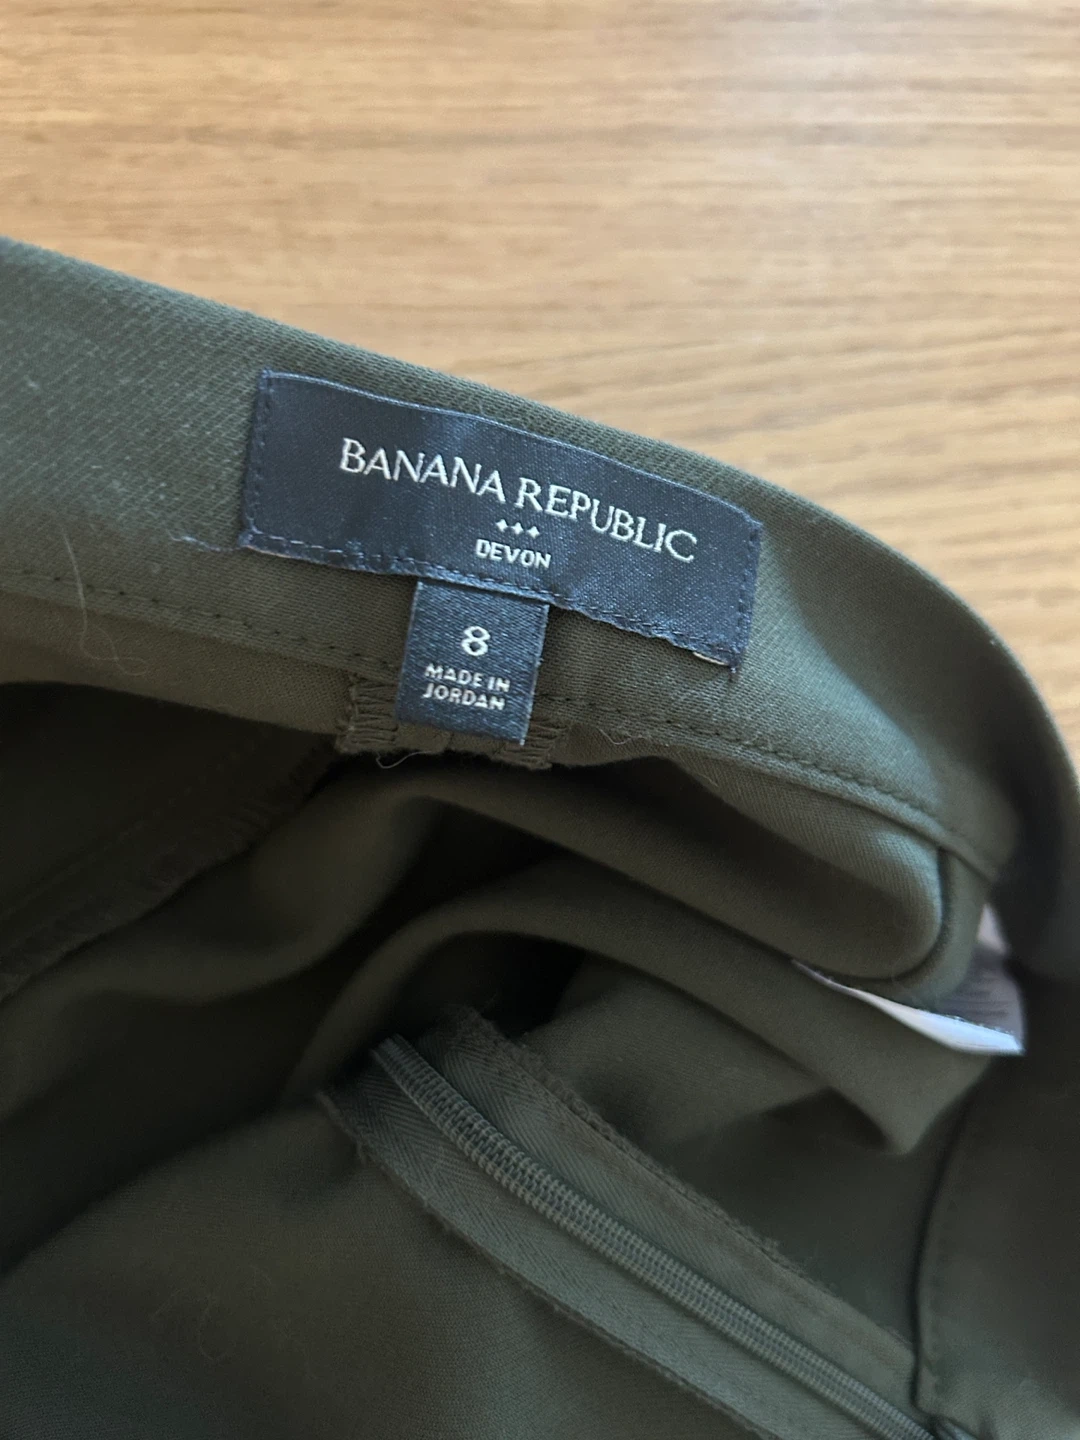 BANANA REPUBLIC
DEVON
8
MADE IN
JORDAN